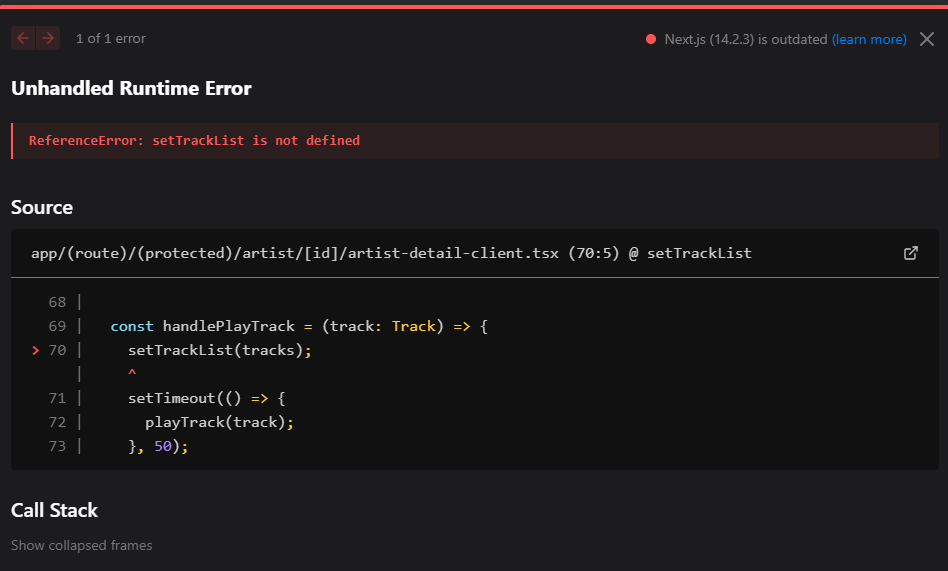 ← → 1 of 1 error
Next.js (14.2.3) is outdated (learn more)
Unhandled Runtime Error
ReferenceError: setTrackList is not defined
Source
app/(route)/(protected)/artist/[id]/artist-detail-client.tsx (70:5) @ setTrackList
68 |
69 |   const handlePlayTrack = (track: Track) => {
> 70 |     setTrackList(tracks);
|     ^
71 |     setTimeout(() => {
72 |       playTrack(track);
73 |     }, 50);
Call Stack
Show collapsed frames